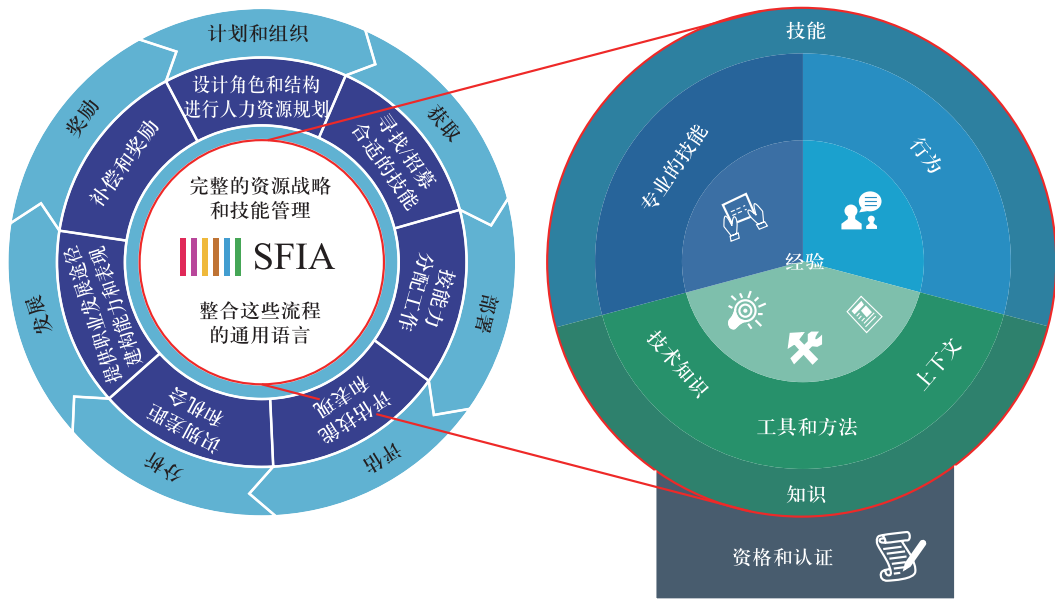 计划和组织
设计角色和结构
进行人力资源规划
获取
寻找/招募
合适的技能
部署
按能力
分配工作
评估
评估技能
和表现
分析
识别差距
和机会
发展
提供职业发展途径
建构能力和表现
奖励
补偿和奖励
完整的资源战略
和技能管理
SFIA
整合这些流程
的通用语言
技能
专业的技能
行为
经验
技术知识
上下文
工具和方法
知识
资格和认证